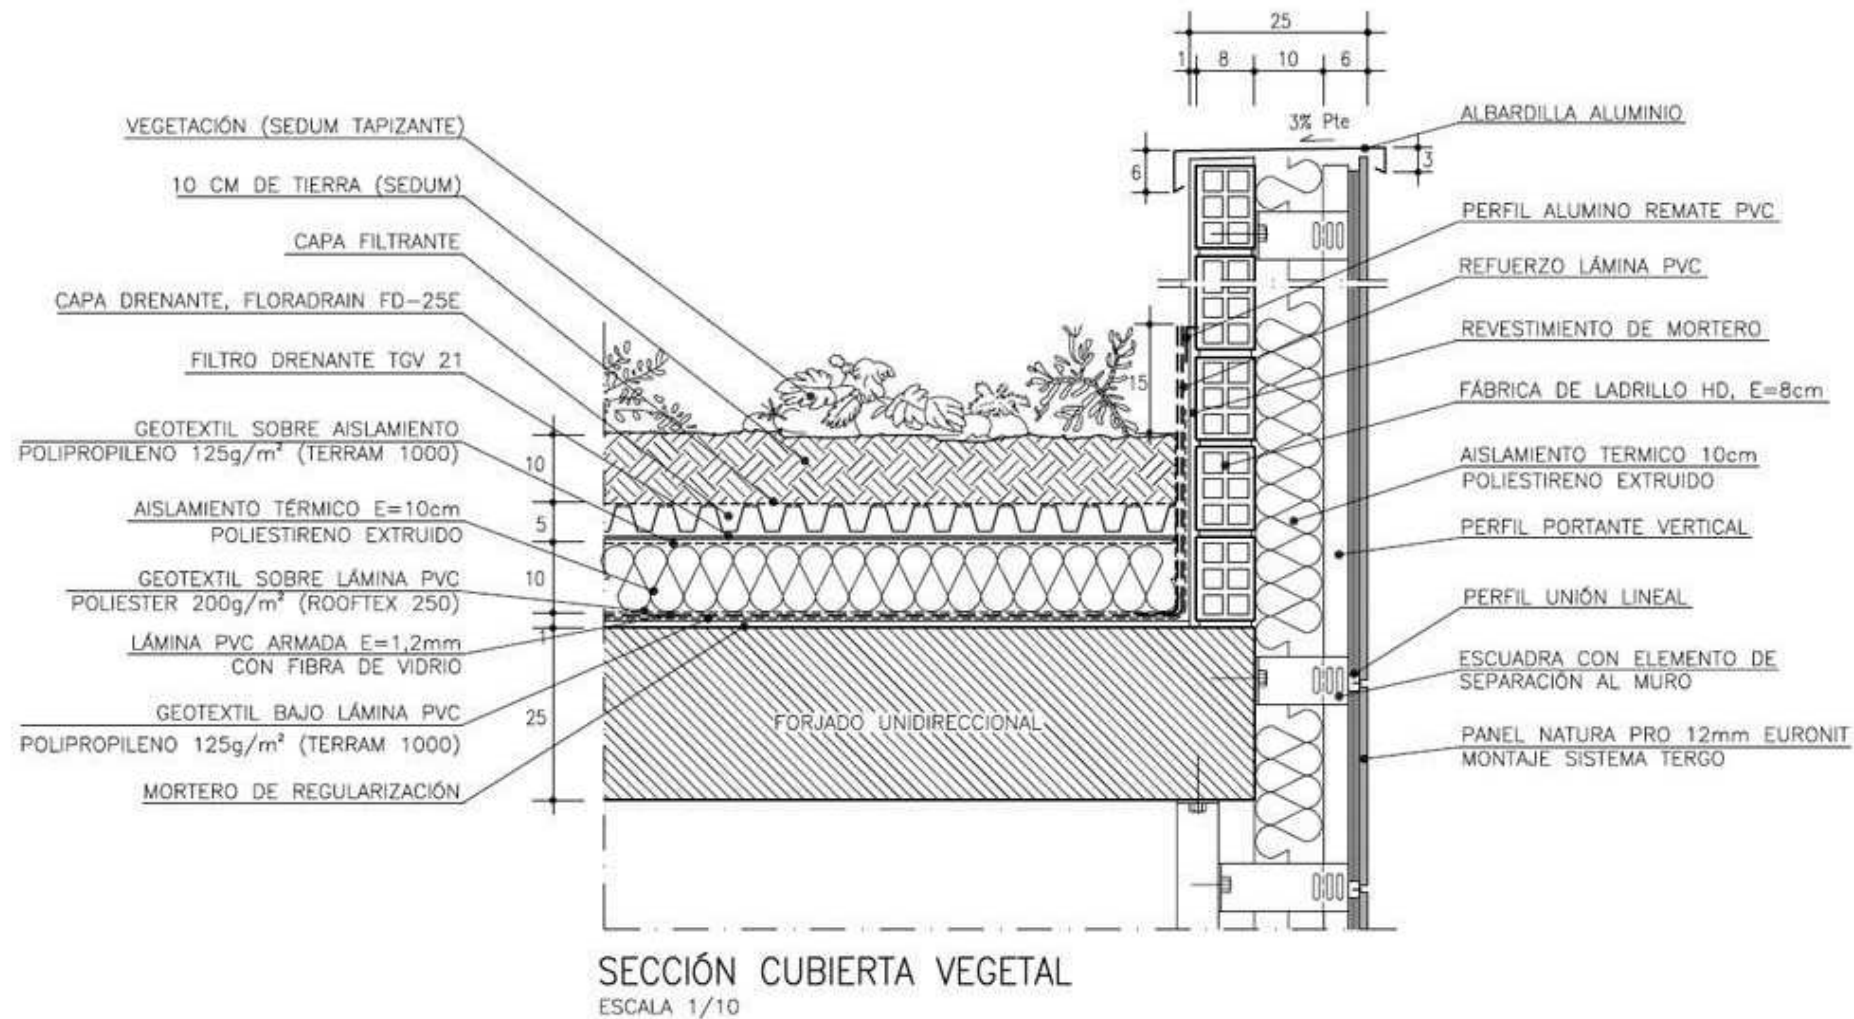 25
1 8 10 6
3% Pte
6
3
VEGETACIÓN (SEDUM TAPIZANTE)
10 CM DE TIERRA (SEDUM)
CAPA FILTRANTE
CAPA DRENANTE, FLORADRAIN FD-25E
FILTRO DRENANTE TGV 21
GEOTEXTIL SOBRE AISLAMIENTO
POLIPROPILENO 125g/m² (TERRAM 1000)
AISLAMIENTO TÉRMICO E=10cm
POLIESTIRENO EXTRUIDO
GEOTEXTIL SOBRE LÁMINA PVC
POLIESTER 200g/m² (ROOFTEX 250)
LÁMINA PVC ARMADA E=1,2mm
CON FIBRA DE VIDRIO
GEOTEXTIL BAJO LÁMINA PVC
POLIPROPILENO 125g/m² (TERRAM 1000)
MORTERO DE REGULARIZACIÓN
10
5
10
1
25
15
FORJADO UNIDIRECCIONAL
ALBARDILLA ALUMINIO
PERFIL ALUMINO REMATE PVC
REFUERZO LÁMINA PVC
REVESTIMIENTO DE MORTERO
FÁBRICA DE LADRILLO HD, E=8cm
AISLAMIENTO TERMICO 10cm
POLIESTIRENO EXTRUIDO
PERFIL PORTANTE VERTICAL
PERFIL UNIÓN LINEAL
ESCUADRA CON ELEMENTO DE
SEPARACIÓN AL MURO
PANEL NATURA PRO 12mm EURONIT
MONTAJE SISTEMA TERGO
SECCIÓN CUBIERTA VEGETAL
ESCALA 1/10